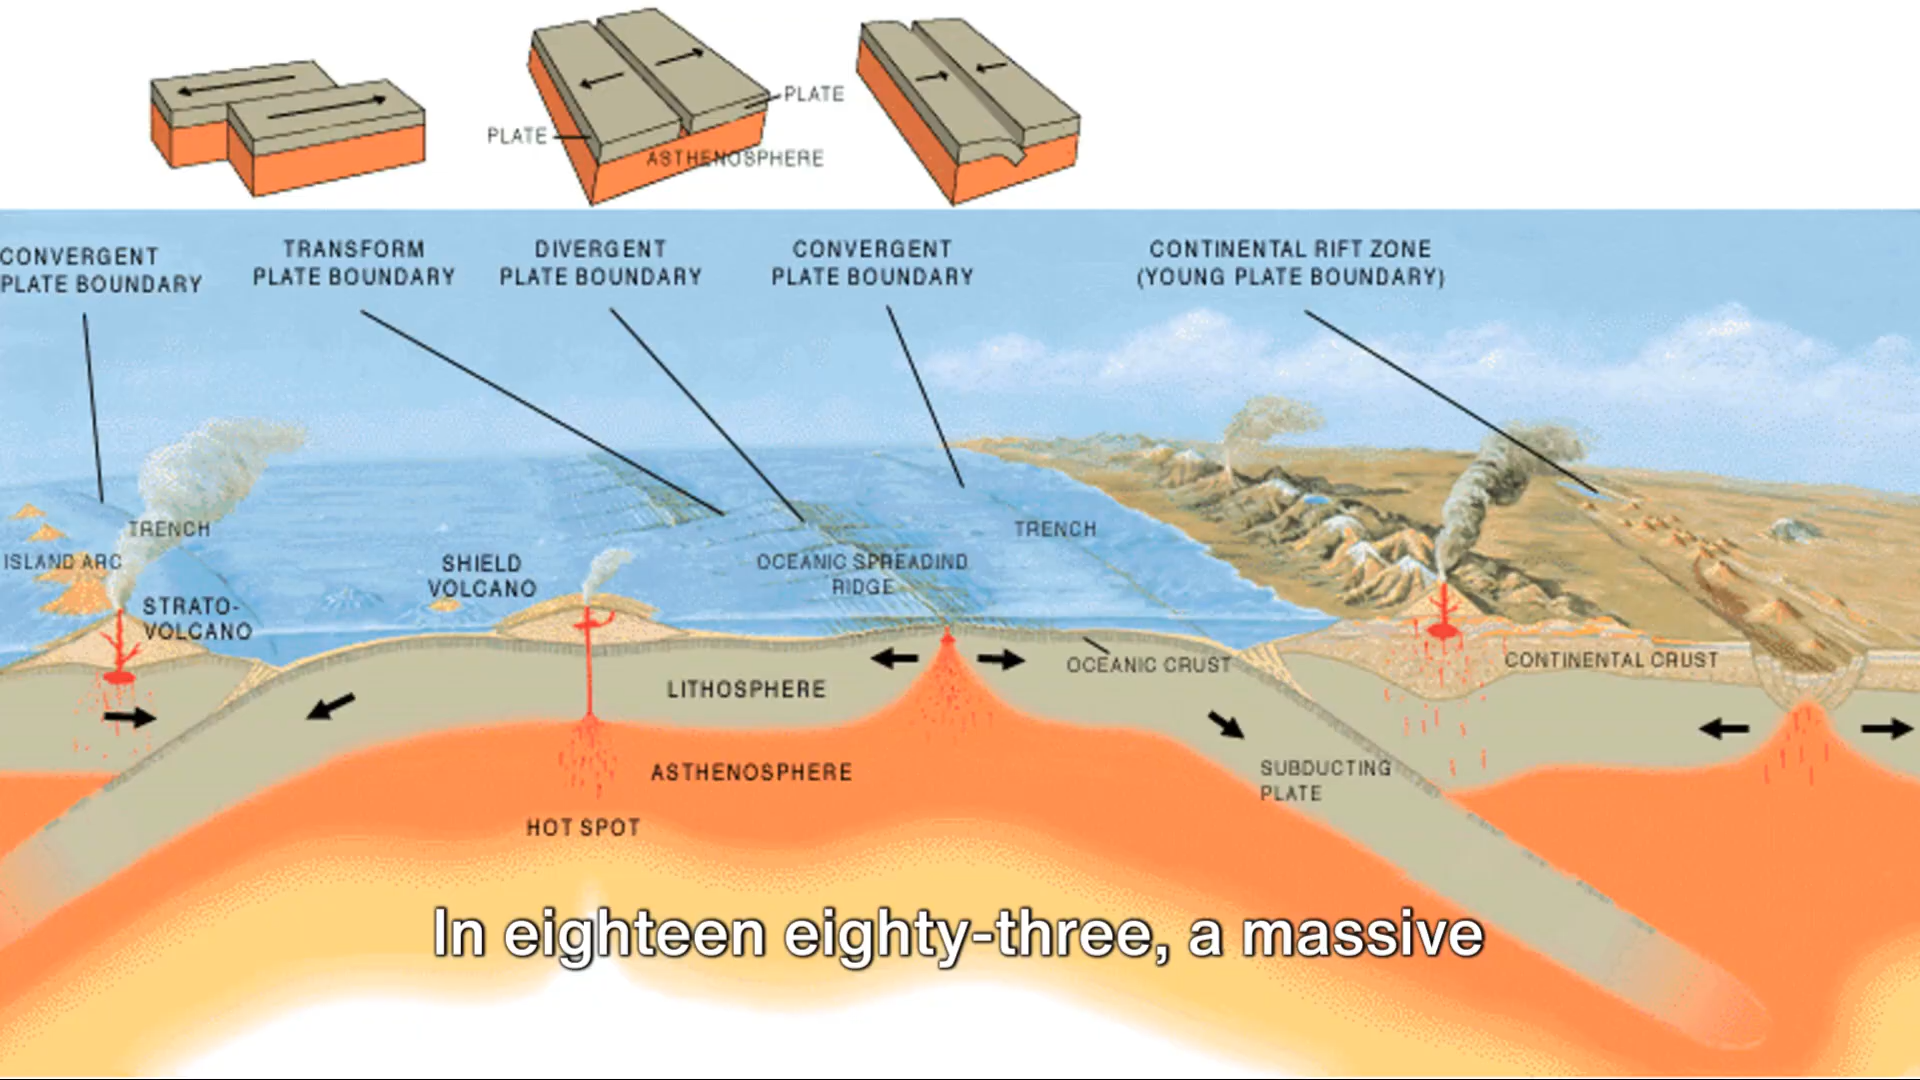 PLATE
PLATE
ASTHENOSPHERE
CONVERGENT
PLATE BOUNDARY
TRANSFORM
PLATE BOUNDARY
DIVERGENT
PLATE BOUNDARY
CONVERGENT
PLATE BOUNDARY
CONTINENTAL RIFT ZONE
(YOUNG PLATE BOUNDARY)
TRENCH
ISLAND ARC
STRATO-
VOLCANO
SHIELD
VOLCANO
OCEANIC SPREADIND
RIDGE
TRENCH
LITHOSPHERE
OCEANIC CRUST
CONTINENTAL CRUST
ASTHENOSPHERE
SUBDUCTING
PLATE
HOT SPOT
In eighteen eighty-three, a massive